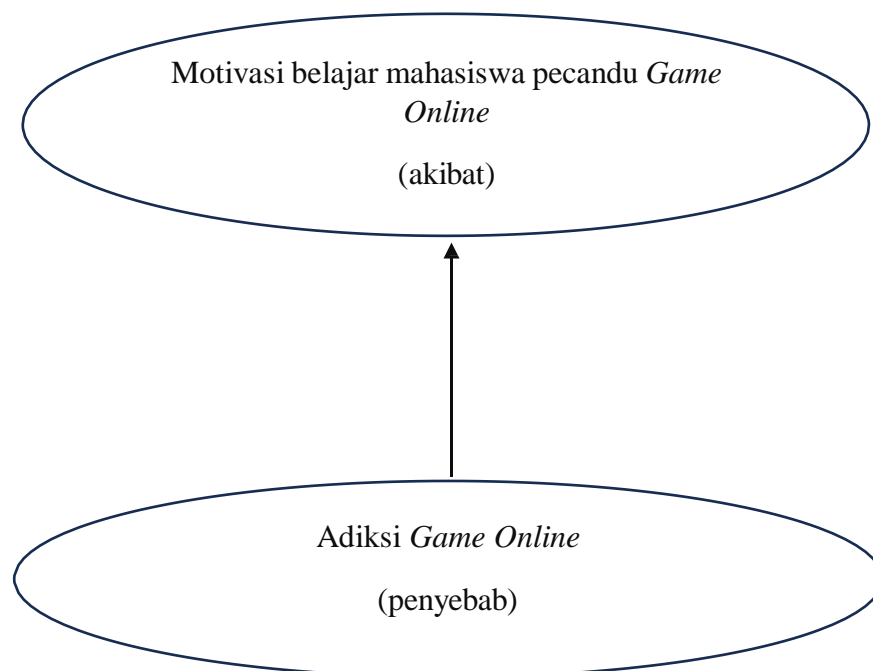 Motivasi belajar mahasiswa pecandu Game
Online
(akibat)
Adiksi Game Online
(penyebab)